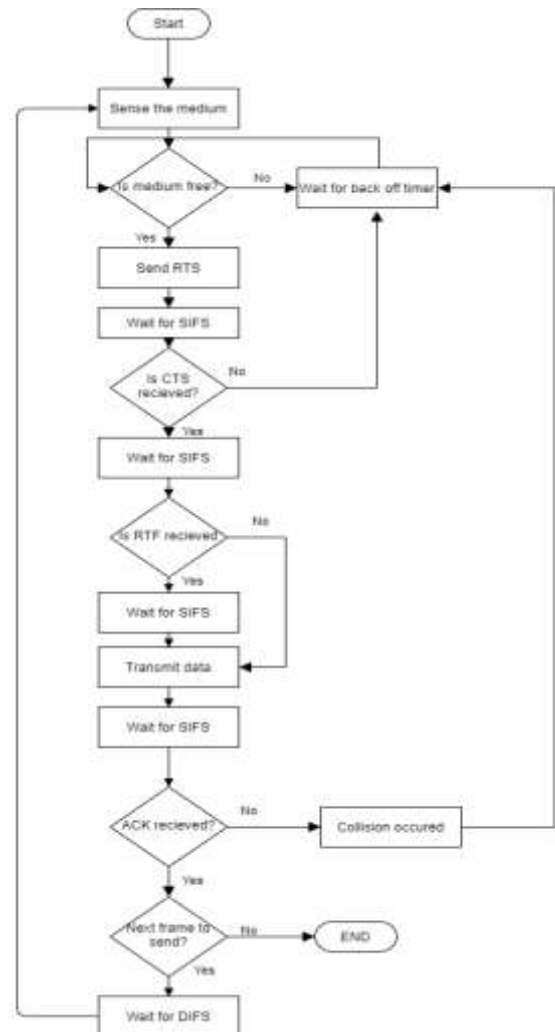 Start
Sense the medium
Is medium free?
No
Wait for back off timer
Yes
Send RTS
Wait for SIFS
Is CTS
recieved?
No
Yes
Wait for SIFS
Is RTF recieved
No
Yes
Wait for SIFS
Transmit data
Wait for SIFS
ACK recieved?
No
Collision occured
Yes
Next frame to
send?
No
END
Yes
Wait for DIFS